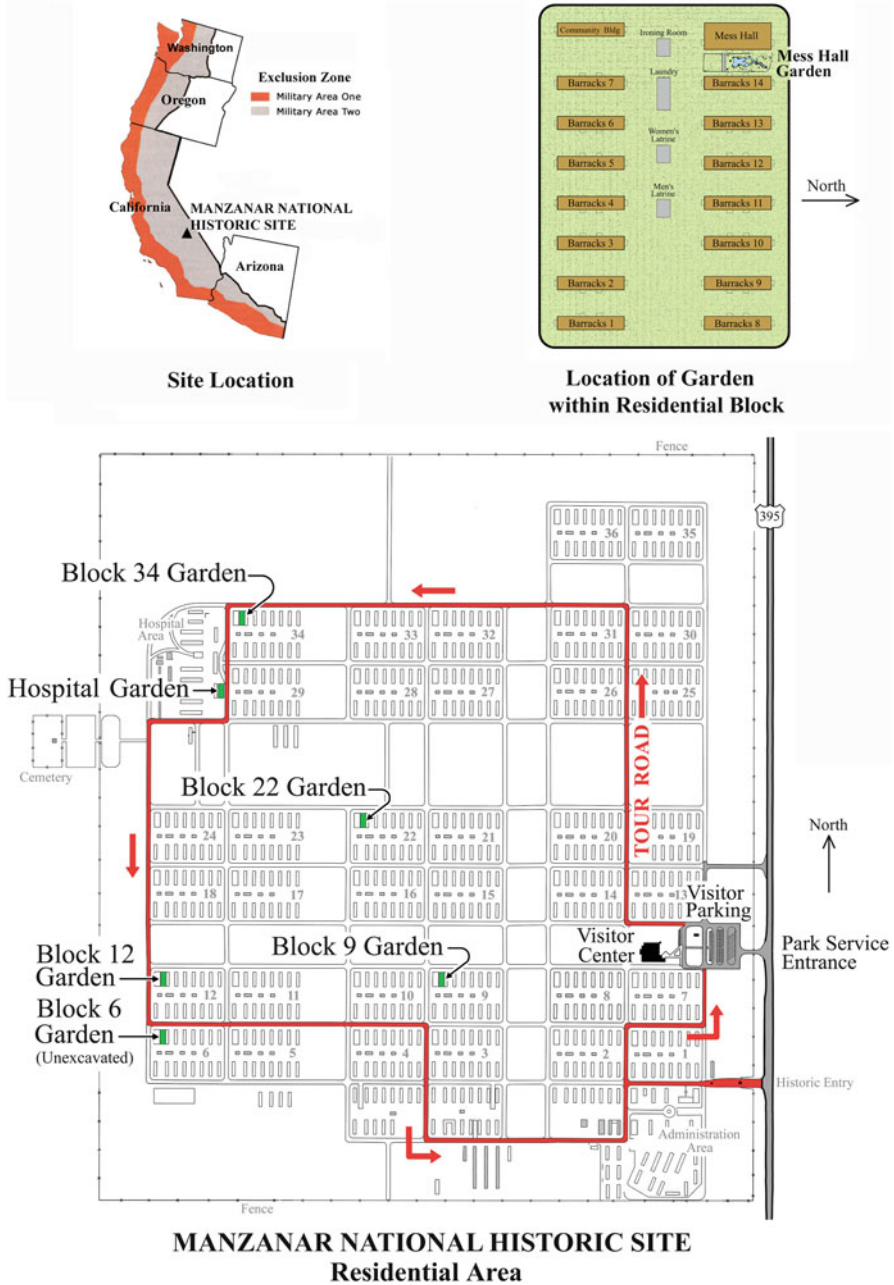 Washington
Exclusion Zone
Military Area One
Military Area Two
Oregon
California
MANZANAR NATIONAL
HISTORIC SITE
Arizona
Site Location
Community Bldg
Ironing Room
Mess Hall
Mess Hall
Garden
Laundry
Barracks 7
Barracks 14
Barracks 6
Women's
Latrine
Barracks 13
Barracks 5
Barracks 12
Men's
Latrine
Barracks 4
Barracks 11
Barracks 3
Barracks 10
Barracks 2
Barracks 9
Barracks 1
Barracks 8
North
Location of Garden
within Residential Block
Fence
395
36
35
Block 34 Garden
Hospital
Area
34
33
32
31
30
Hospital Garden
29
28
27
26
25
Cemetery
TOUR ROAD
Block 22 Garden
24
23
22
21
20
19
North
18
17
16
15
14
13
Visitor
Parking
Visitor
Center
Park Service
Entrance
Block 12
Garden
Block 9 Garden
12
11
10
9
8
7
Block 6
Garden
(Unexcavated)
6
5
4
3
2
1
Historic Entry
Administration
Area
Fence
MANZANAR NATIONAL HISTORIC SITE
Residential Area